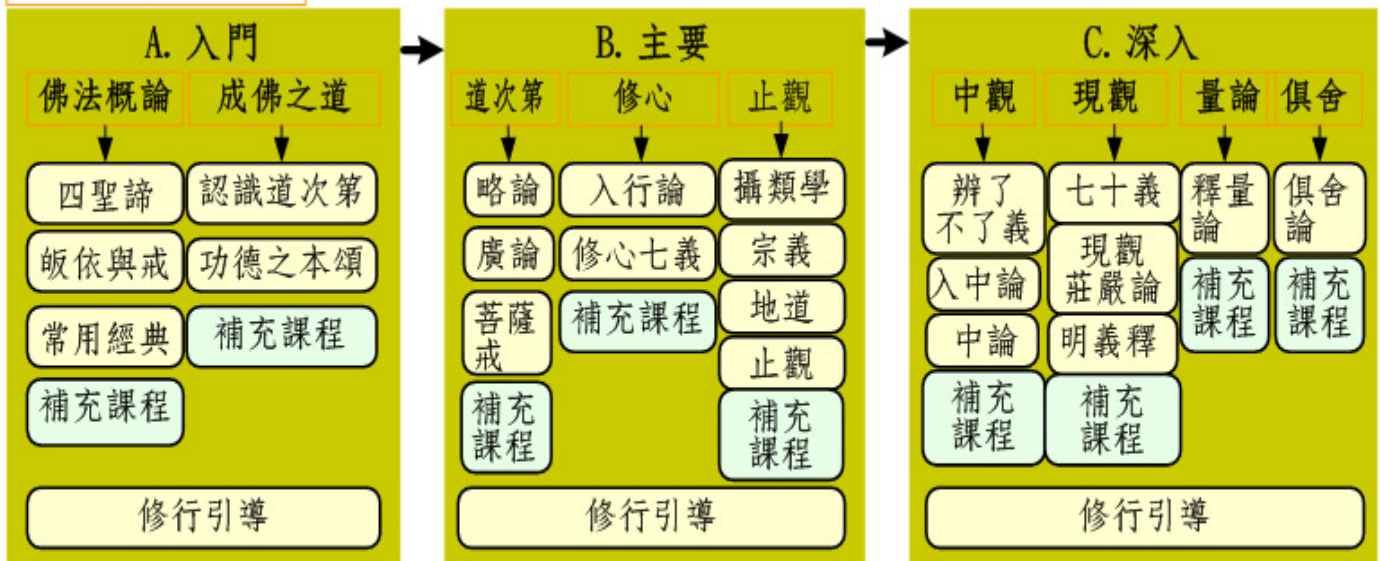 A. 入門
佛法概論
成佛之道
四聖諦
皈依與戒
常用經典
補充課程
認識道次第
功德之本頌
補充課程
修行引導
B. 主要
道次第
修心
止觀
略論
廣論
菩薩
戒
補充
課程
入行論
修心七義
補充課程
攝類學
宗義
地道
止觀
補充
課程
修行引導
C. 深入
中觀
現觀
量論
俱舍
辨了
不了義
入中論
中論
補充
課程
七十義
現觀
莊嚴論
明義釋
補充
課程
釋量
論
補充
課程
俱舍
論
補充
課程
修行引導